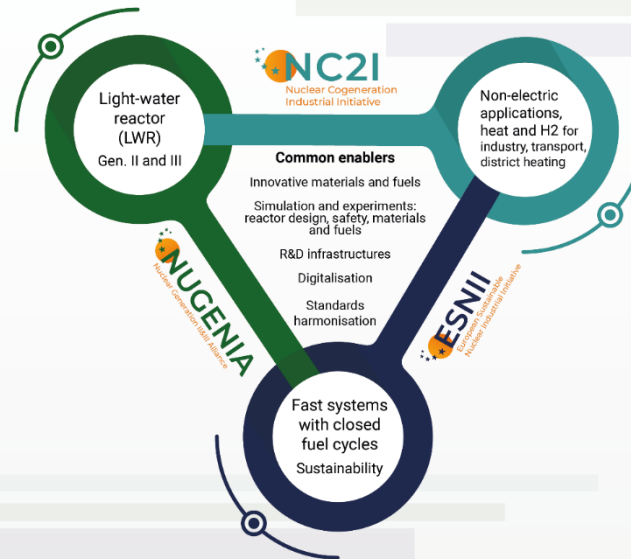 NC2I
Nuclear Cogeneration
Industrial Initiative
Light-water
reactor
(LWR)
Gen. II and III
Non-electric
applications,
heat and H2 for
industry, transport,
district heating
Common enablers
Innovative materials and fuels
Simulation and experiments:
reactor design, safety, materials
and fuels
R&D infrastructures
Digitalisation
Standards
harmonisation
NUGENIA
Nuclear Generation II&III Alliance
ESNII
European Sustainable
Nuclear Industrial Initiative
Fast systems
with closed
fuel cycles
Sustainability